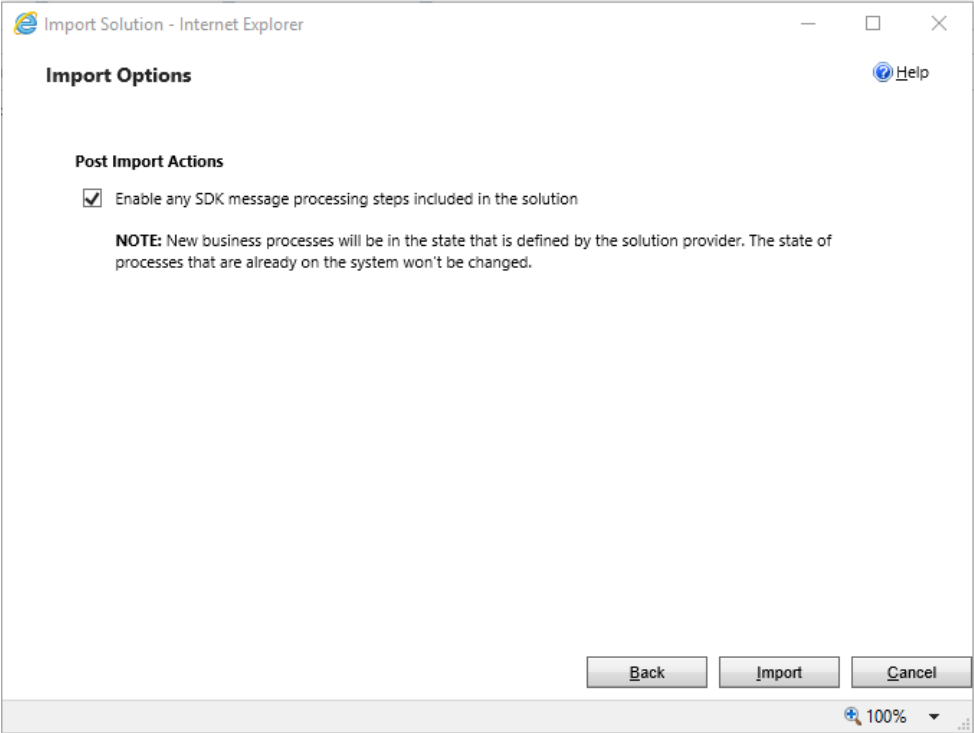 Import Solution - Internet Explorer
Import Options
Help
Post Import Actions
Enable any SDK message processing steps included in the solution
NOTE: New business processes will be in the state that is defined by the solution provider. The state of
processes that are already on the system won't be changed.
Back Import Cancel
100%